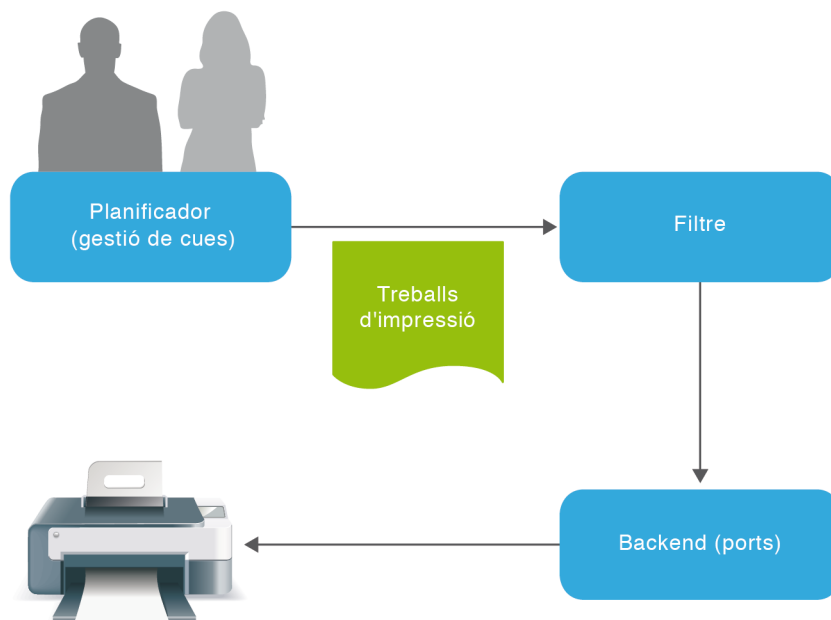 Planificador
(gestió de cues)
Filtre
Treballs
d'impressió
Backend (ports)